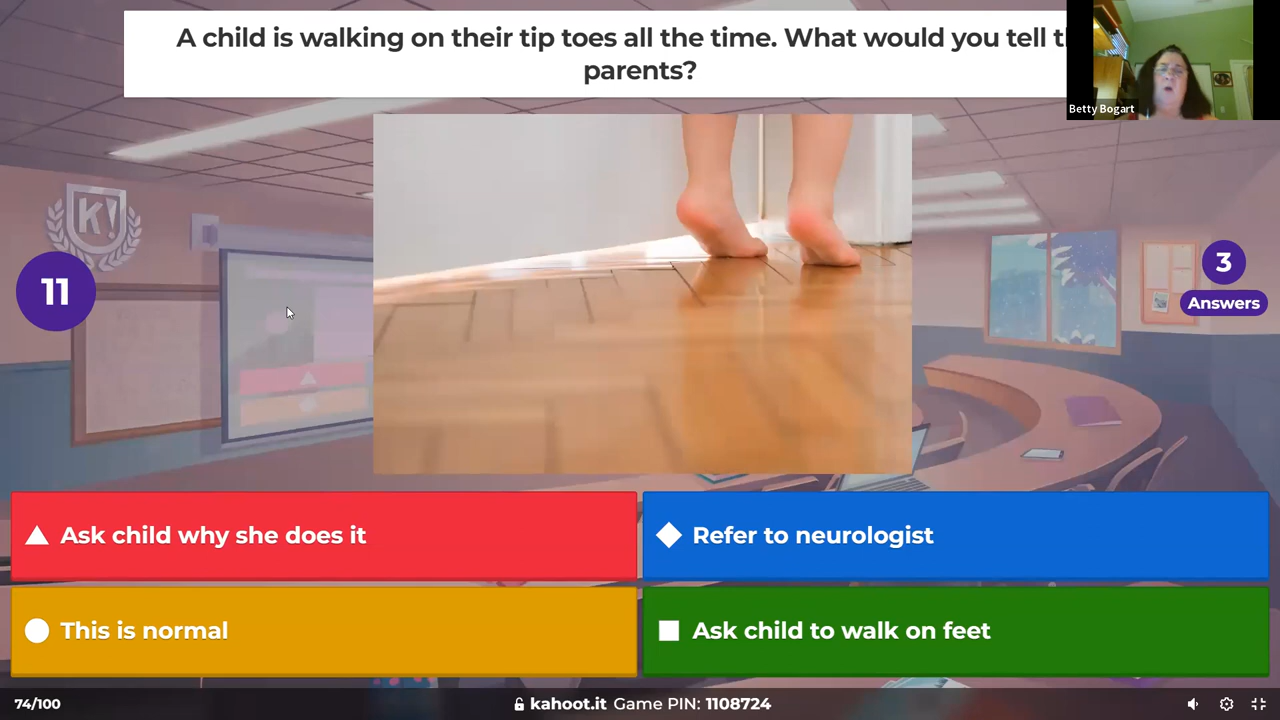 A child is walking on their tip toes all the time. What would you tell
parents?
Betty Bogart
K!
11
3
Answers
Ask child why she does it
Refer to neurologist
This is normal
Ask child to walk on feet
74/100
kahoot.it Game PIN: 1108724